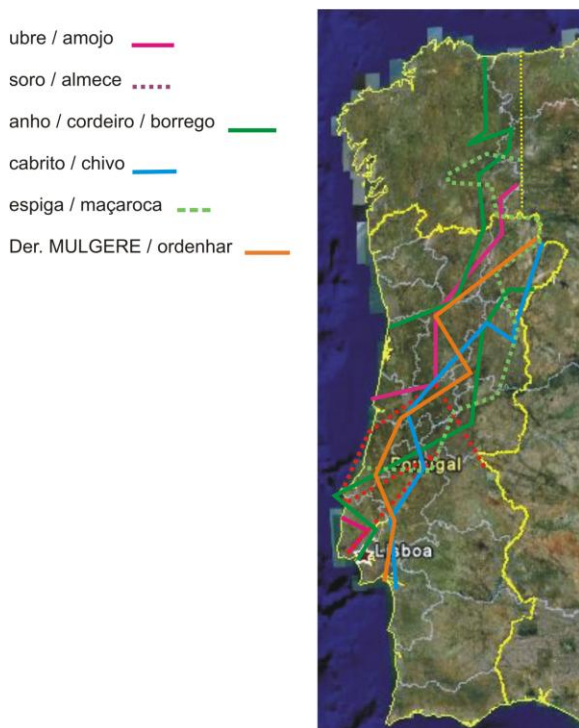 ubre / amojo
soro / almece
anho / cordeiro / borrego
cabrito / chivo
espiga / maçaroca
Der. MULGERE / ordenhar
Portugal
Lisboa